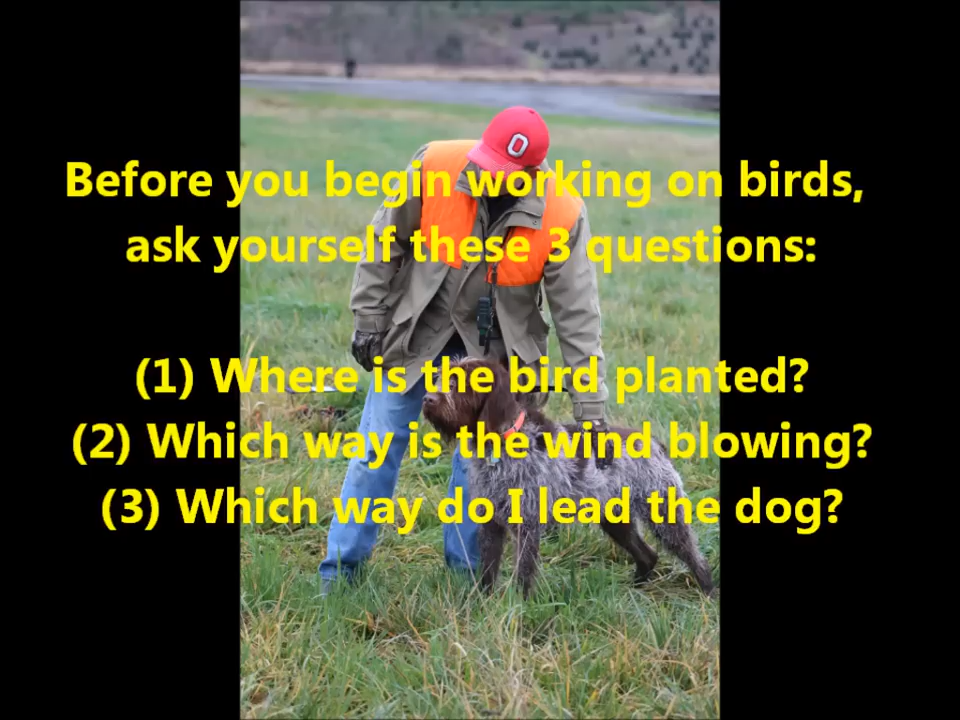 O
Before you begin working on birds,
ask yourself these 3 questions:
(1) Where is the bird planted?
(2) Which way is the wind blowing?
(3) Which way do I lead the dog?